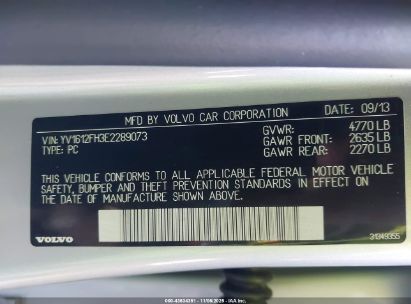 MFD BY VOLVO CAR CORPORATION DATE: 09/13
VIN: YV1612FH3E2289073 GVWR: 4770 LB
TYPE: PC GAWR FRONT: 2635 LB
GAWR REAR: 2270 LB
THIS VEHICLE CONFORMS TO ALL APPLICABLE FEDERAL MOTOR VEHICLE
SAFETY, BUMPER AND THEFT PREVENTION STANDARDS IN EFFECT ON
THE DATE OF MANUFACTURE SHOWN ABOVE.
VOLVO 31349355